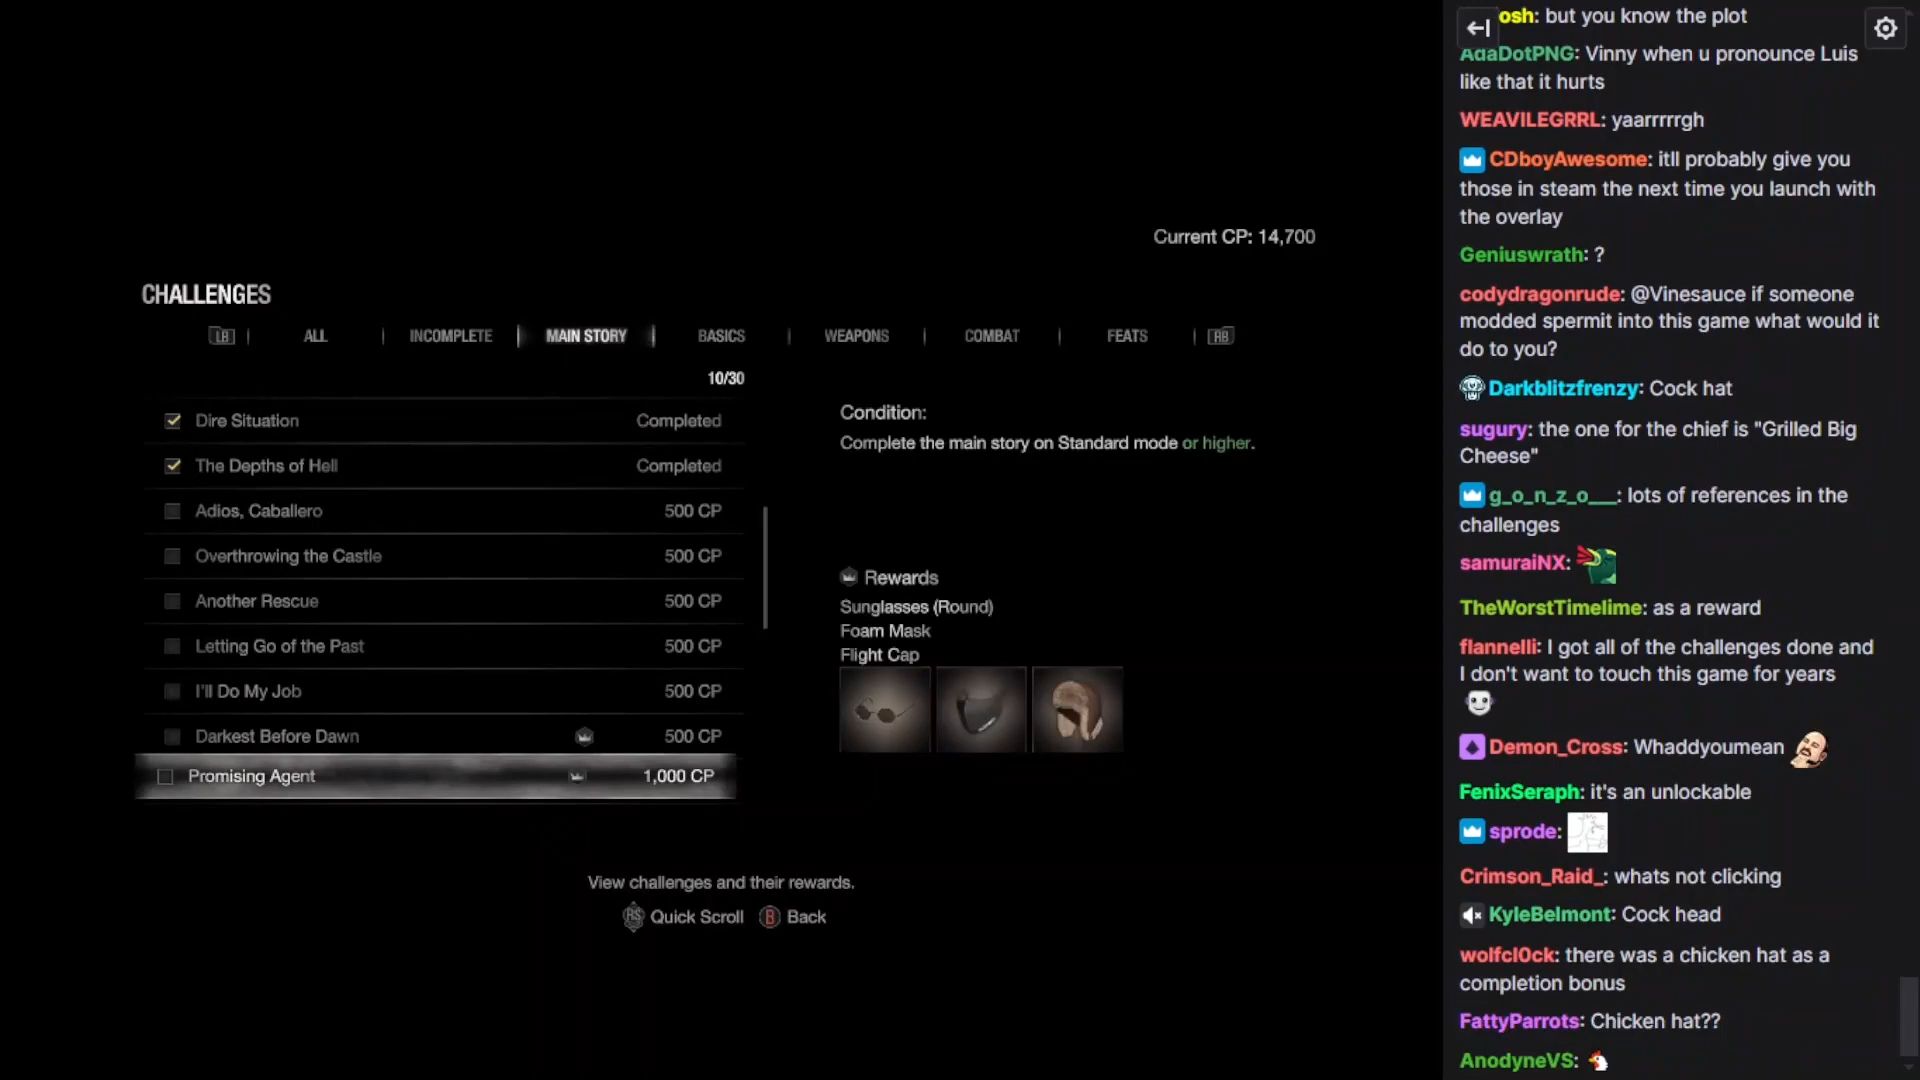 Current CP: 14,700
CHALLENGES
LB
ALL
INCOMPLETE
MAIN STORY
BASICS
WEAPONS
COMBAT
FEATS
RB
10/30
Dire Situation Completed
The Depths of Hell Completed
Adios, Caballero 500 CP
Overthrowing the Castle 500 CP
Another Rescue 500 CP
Letting Go of the Past 500 CP
I'll Do My Job 500 CP
Darkest Before Dawn 500 CP
Promising Agent 1,000 CP
Condition:
Complete the main story on Standard mode or higher.
Rewards
Sunglasses (Round)
Foam Mask
Flight Cap
View challenges and their rewards.
RS Quick Scroll B Back
osh: but you know the plot
AdaDotPNG: Vinny when u pronounce Luis
like that it hurts
WEAVILEGRRL: yaarrrrrgh
CDboyAwesome: itll probably give you
those in steam the next time you launch with
the overlay
Geniuswrath: ?
codydragonrude: @Vinesauce if someone
modded spermit into this game what would it
do to you?
Darkblitzfrenzy: Cock hat
sugury: the one for the chief is "Grilled Big
Cheese"
g_o_n_z_o___: lots of references in the
challenges
samuraiNX:
TheWorstTimelime: as a reward
flannelli: I got all of the challenges done and
I don't want to touch this game for years
Demon_Cross: Whaddyoumean
FenixSeraph: it's an unlockable
sprode:
Crimson_Raid_: whats not clicking
KyleBelmont: Cock head
wolfcl0ck: there was a chicken hat as a
completion bonus
FattyParrots: Chicken hat??
AnodyneVS: